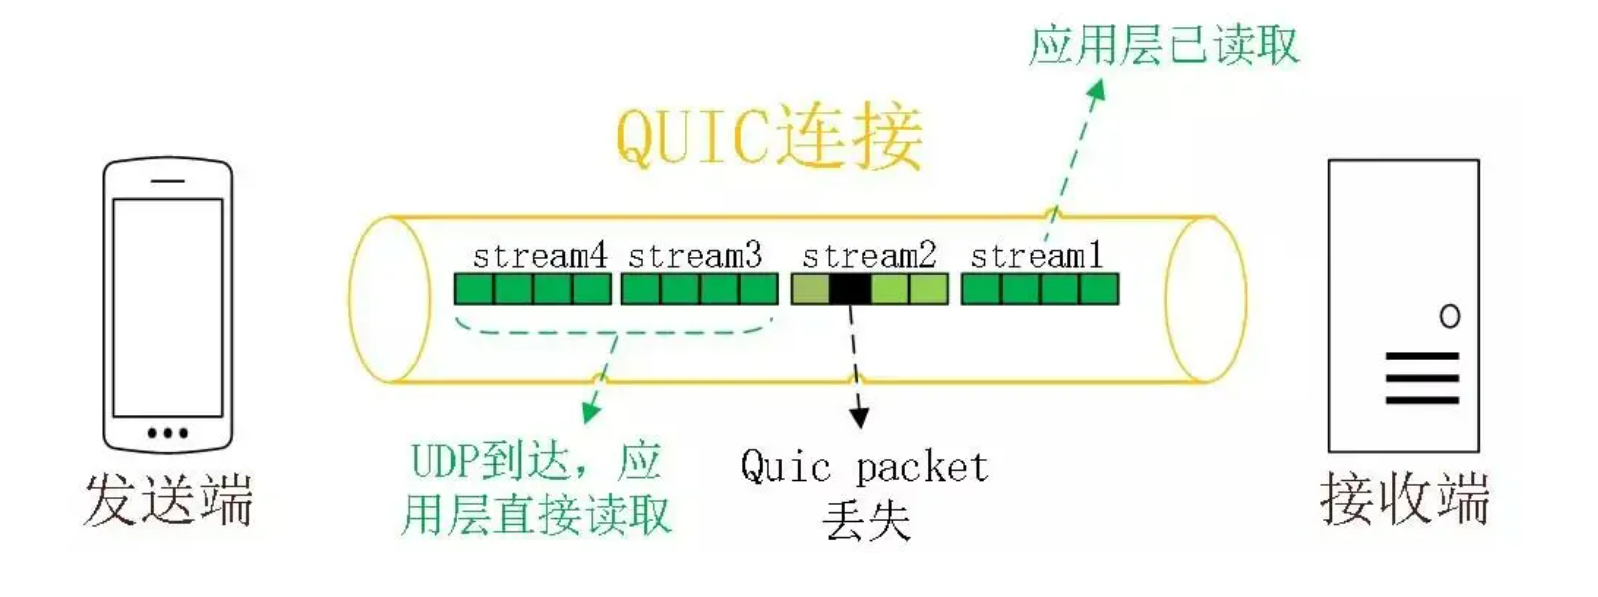 应用层已读取
QUIC连接
stream4 stream3 stream2 stream1
UDP到达，应
用层直接读取
Quic packet
丢失
发送端
接收端